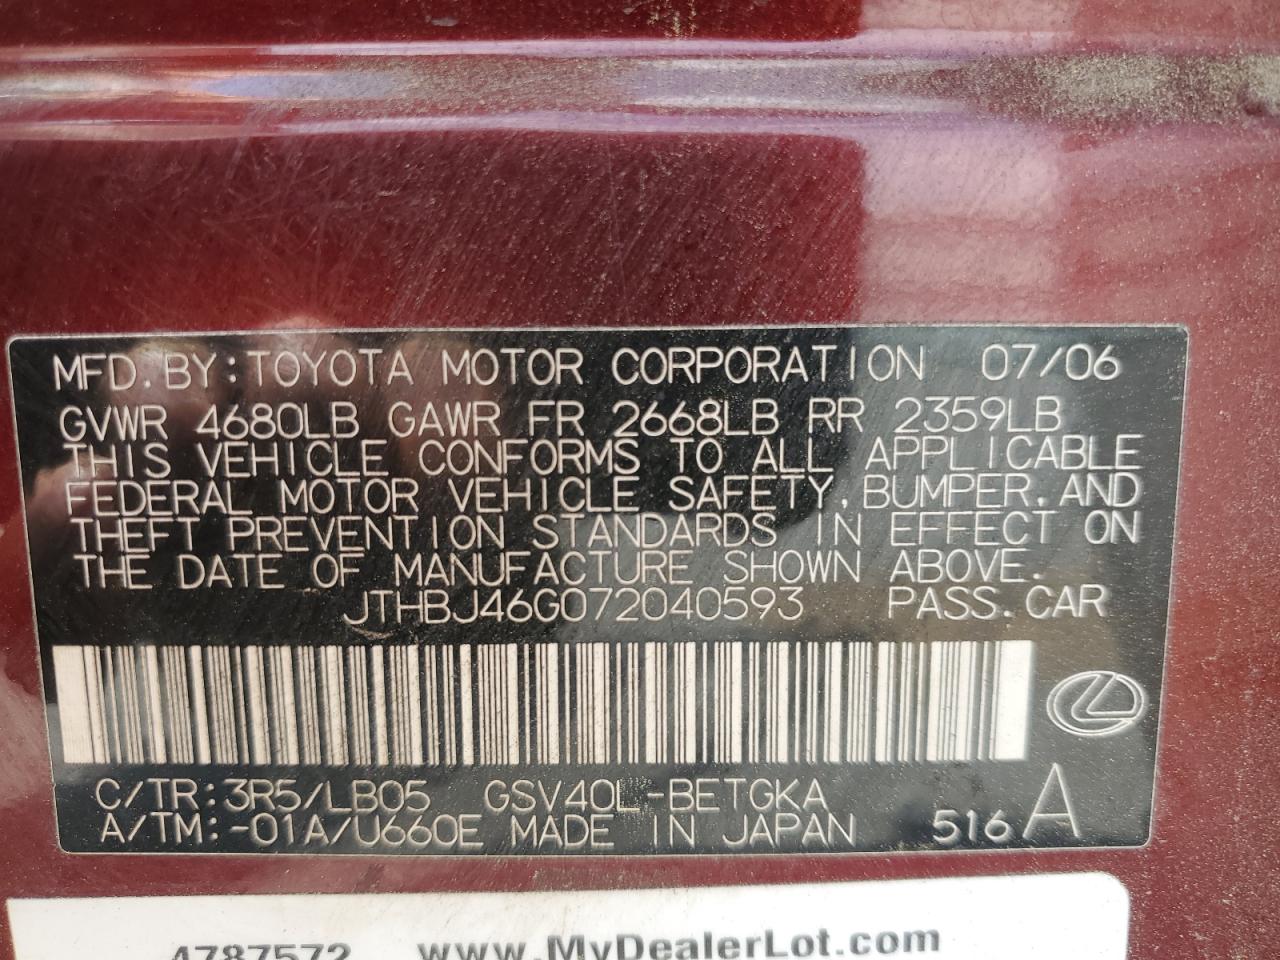 MFD. BY: TOYOTA MOTOR CORPORATION 07/06
GVWR 4680LB GAWR FR 2668LB RR 2359LB
THIS VEHICLE CONFORMS TO ALL APPLICABLE
FEDERAL MOTOR VEHICLE SAFETY, BUMPER, AND
THEFT PREVENTION STANDARDS IN EFFECT ON
THE DATE OF MANUFACTURE SHOWN ABOVE.
JTHBJ46G072040593 PASS. CAR
C/TR: 3R5/LB05 GSV40L-BETGKA
A/TM: -01A/U660E MADE IN JAPAN 516 A
4787572 www.MyDealerLot.com